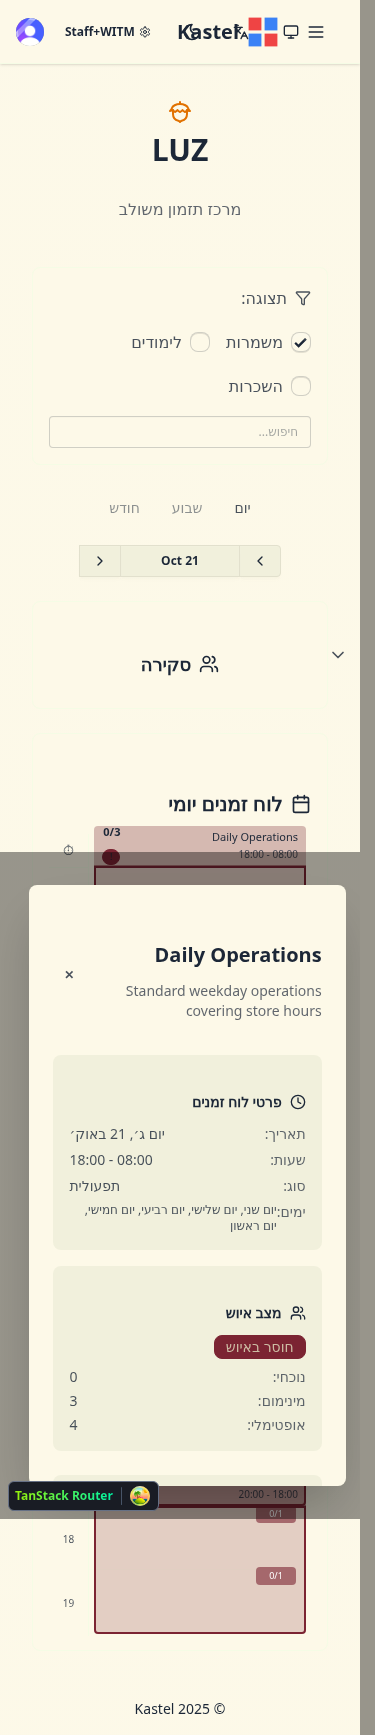 Staff+WITM
Kastel
LUZ
מרכז תזמון משולב
תצוגה:
משמרות
לימודים
השכרות
חיפוש...
יום
שבוע
חודש
Oct 21
סקירה
לוח זמנים יומי
0/3
Daily Operations
18:00 - 08:00
Daily Operations
×
Standard weekday operations
covering store hours
פרטי לוח זמנים
תאריך:
יום ג׳, 21 באוק׳
שעות:
18:00 - 08:00
סוג:
תפעולית
ימים:
יום שני, יום שלישי, יום רביעי, יום חמישי,
יום ראשון
מצב איוש
חוסר באיוש
נוכחי:
0
מינימום:
3
אופטימלי:
4
TanStack Router
20:00 - 18:00
0/1
18
0/1
19
Kastel 2025 ©